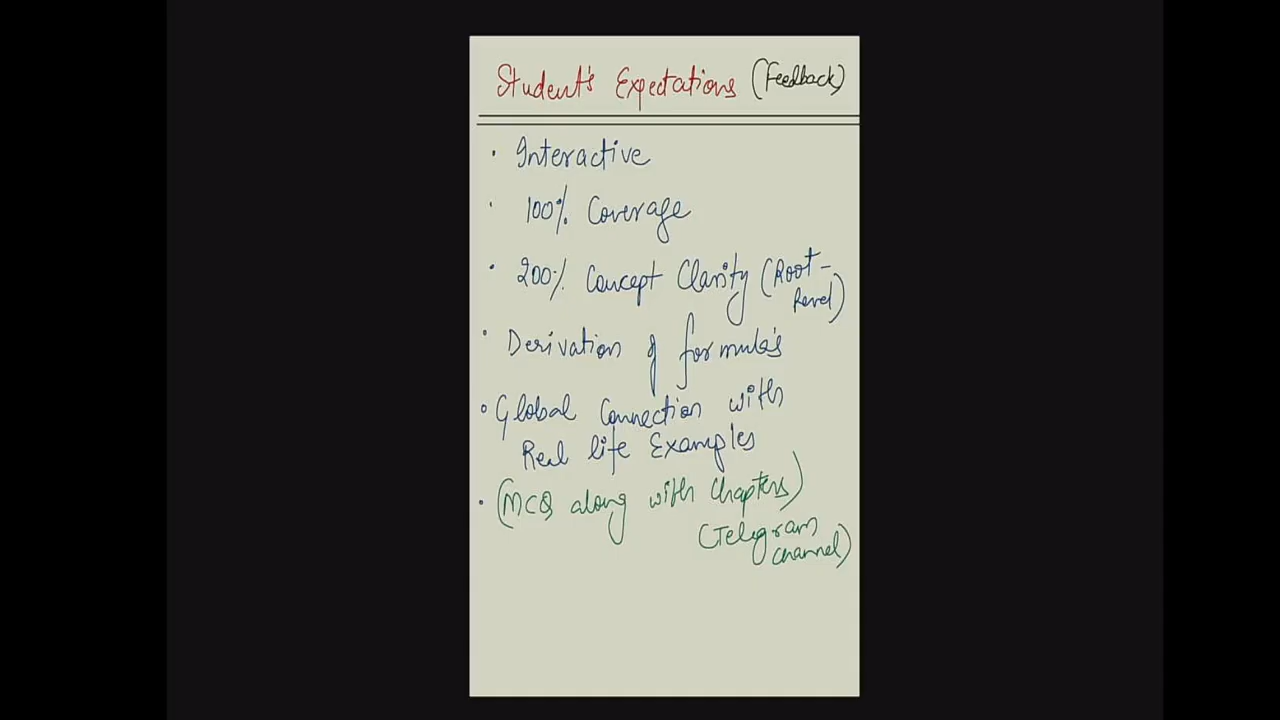 Student's Expectations (Feedback)
· Interactive
· 100% Coverage
· 200% Concept Clarity (Root-
Level)
· Derivation of formula's
· Global Connection with
Real life Examples
· (MCQ along with Chapters)
(Telegram
channel)